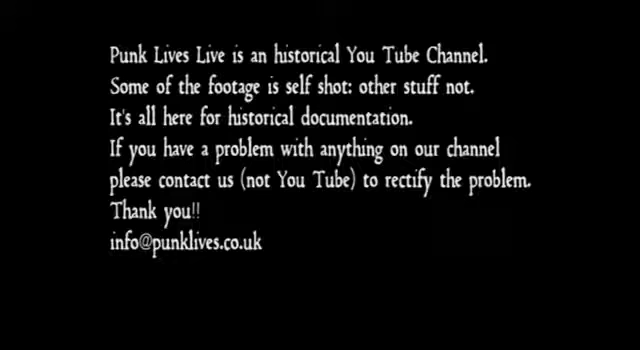 Punk Lives Live is an historical You Tube Channel.
Some of the footage is self shot: other stuff not.
It's all here for historical documentation.
If you have a problem with anything on our channel
please contact us (not You Tube) to rectify the problem.
Thank you!!
info@punklives.co.uk